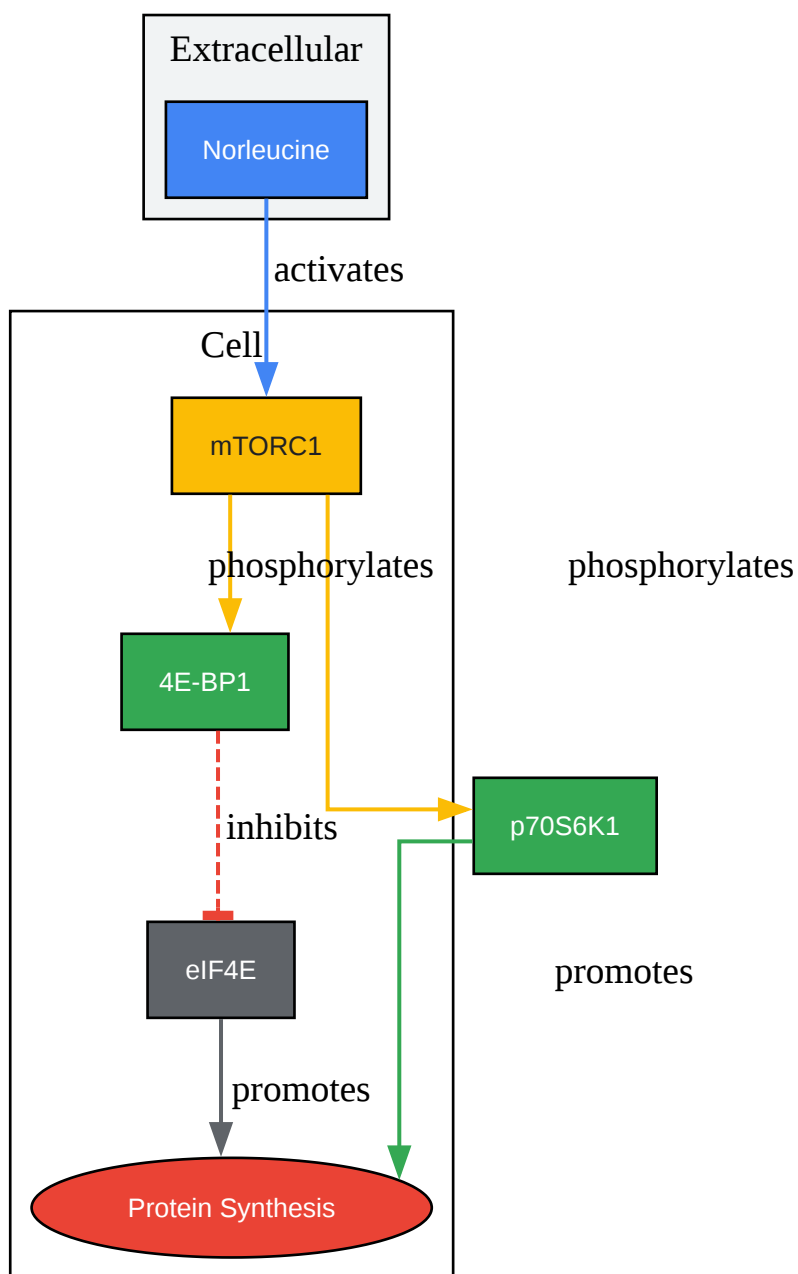 Extracellular
Norleucine
activates
Cell
mTORC1
phosphorylates
phosphorylates
4E-BP1
p70S6K1
inhibits
eIF4E
promotes
promotes
Protein Synthesis